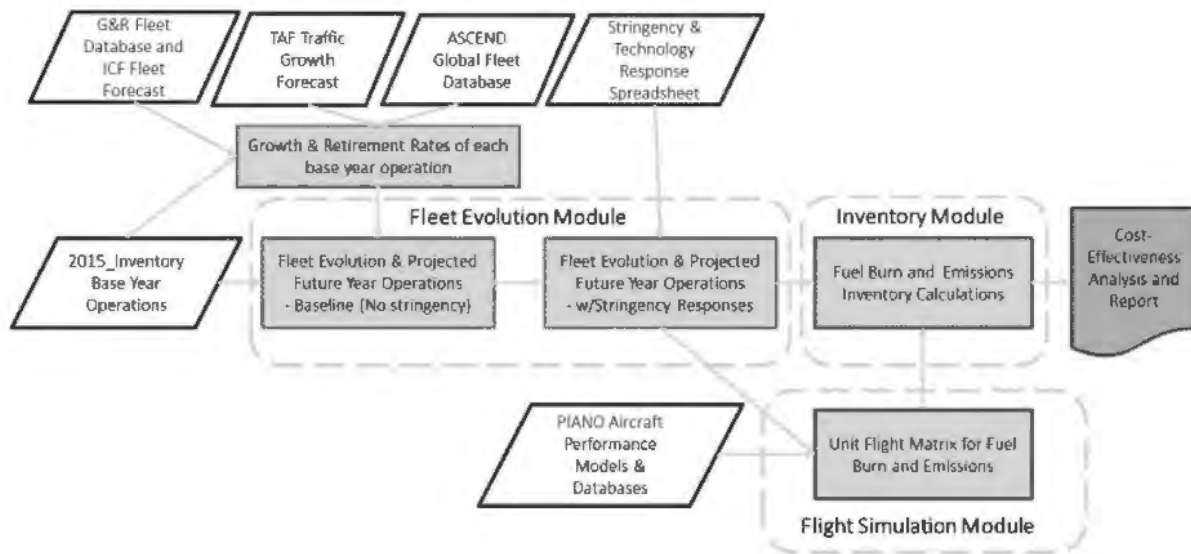 G&R Fleet
Database and
ICF Fleet
Forecast
TAF Traffic
Growth
Forecast
ASCEND
Global Fleet
Database
Stringency &
Technology
Response
Spreadsheet
Growth & Retirement Rates of each
base year operation
Fleet Evolution Module
Inventory Module
2015_Inventory
Base Year
Operations
Fleet Evolution & Projected
Future Year Operations
- Baseline (No stringency)
Fleet Evolution & Projected
Future Year Operations
- w/Stringency Responses
Fuel Burn and Emissions
Inventory Calculations
Cost-
Effectiveness
Analysis and
Report
PIANO Aircraft
Performance
Models &
Databases
Unit Flight Matrix for Fuel
Burn and Emissions
Flight Simulation Module